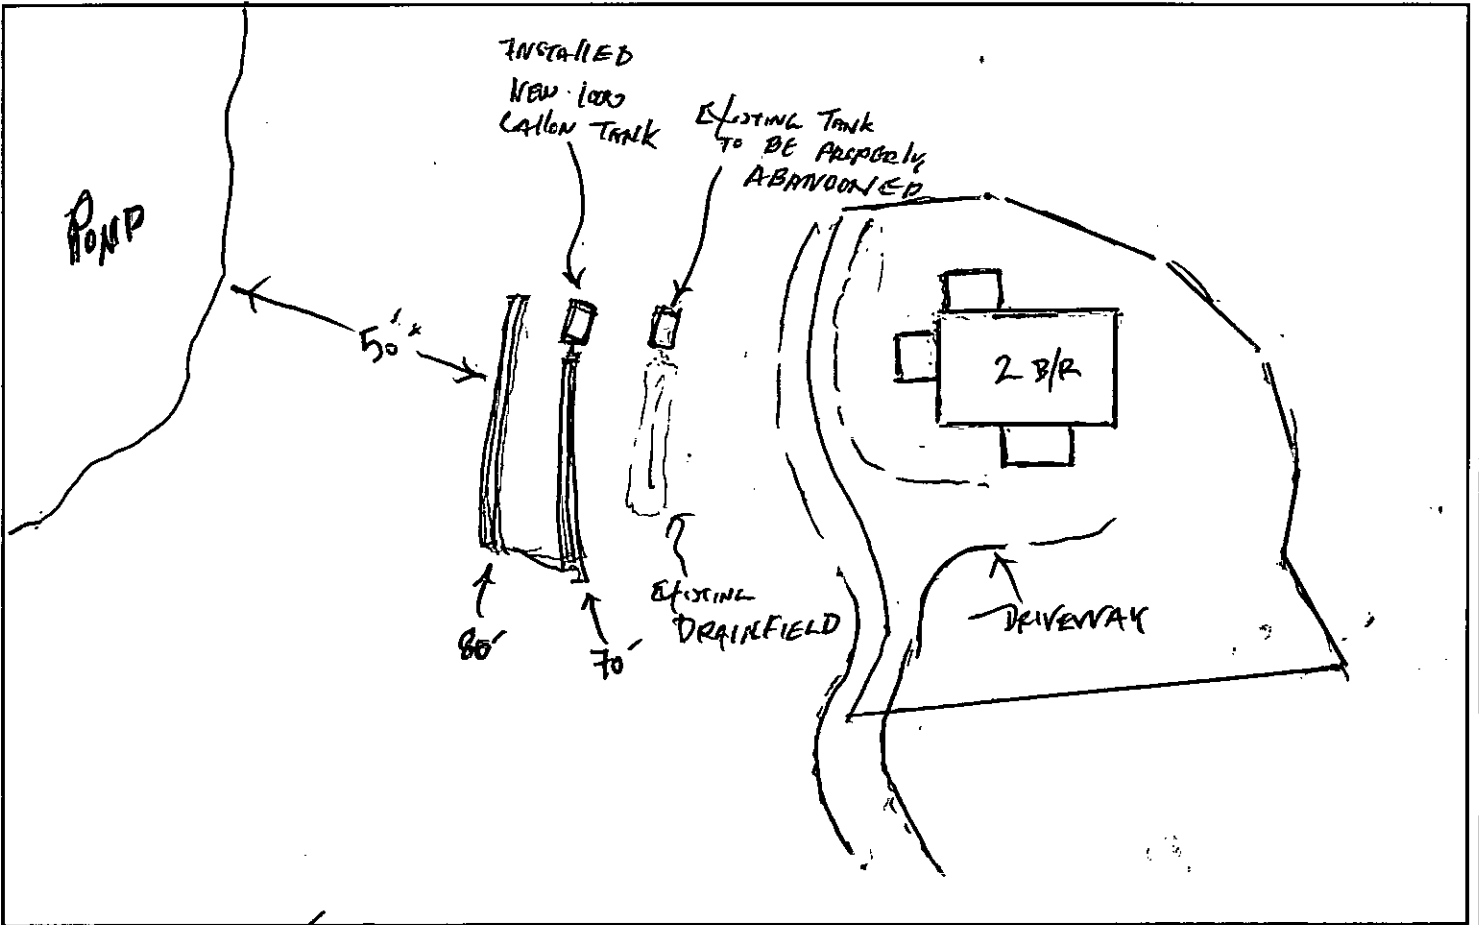 INSTALLED
NEW 1000
GALLON TANK
EXISTING TANK
TO BE PROPERLY
ABANDONED
POND
50'
2 B/R
EXISTING
DRAINFIELD
DRIVEWAY
80'
70'